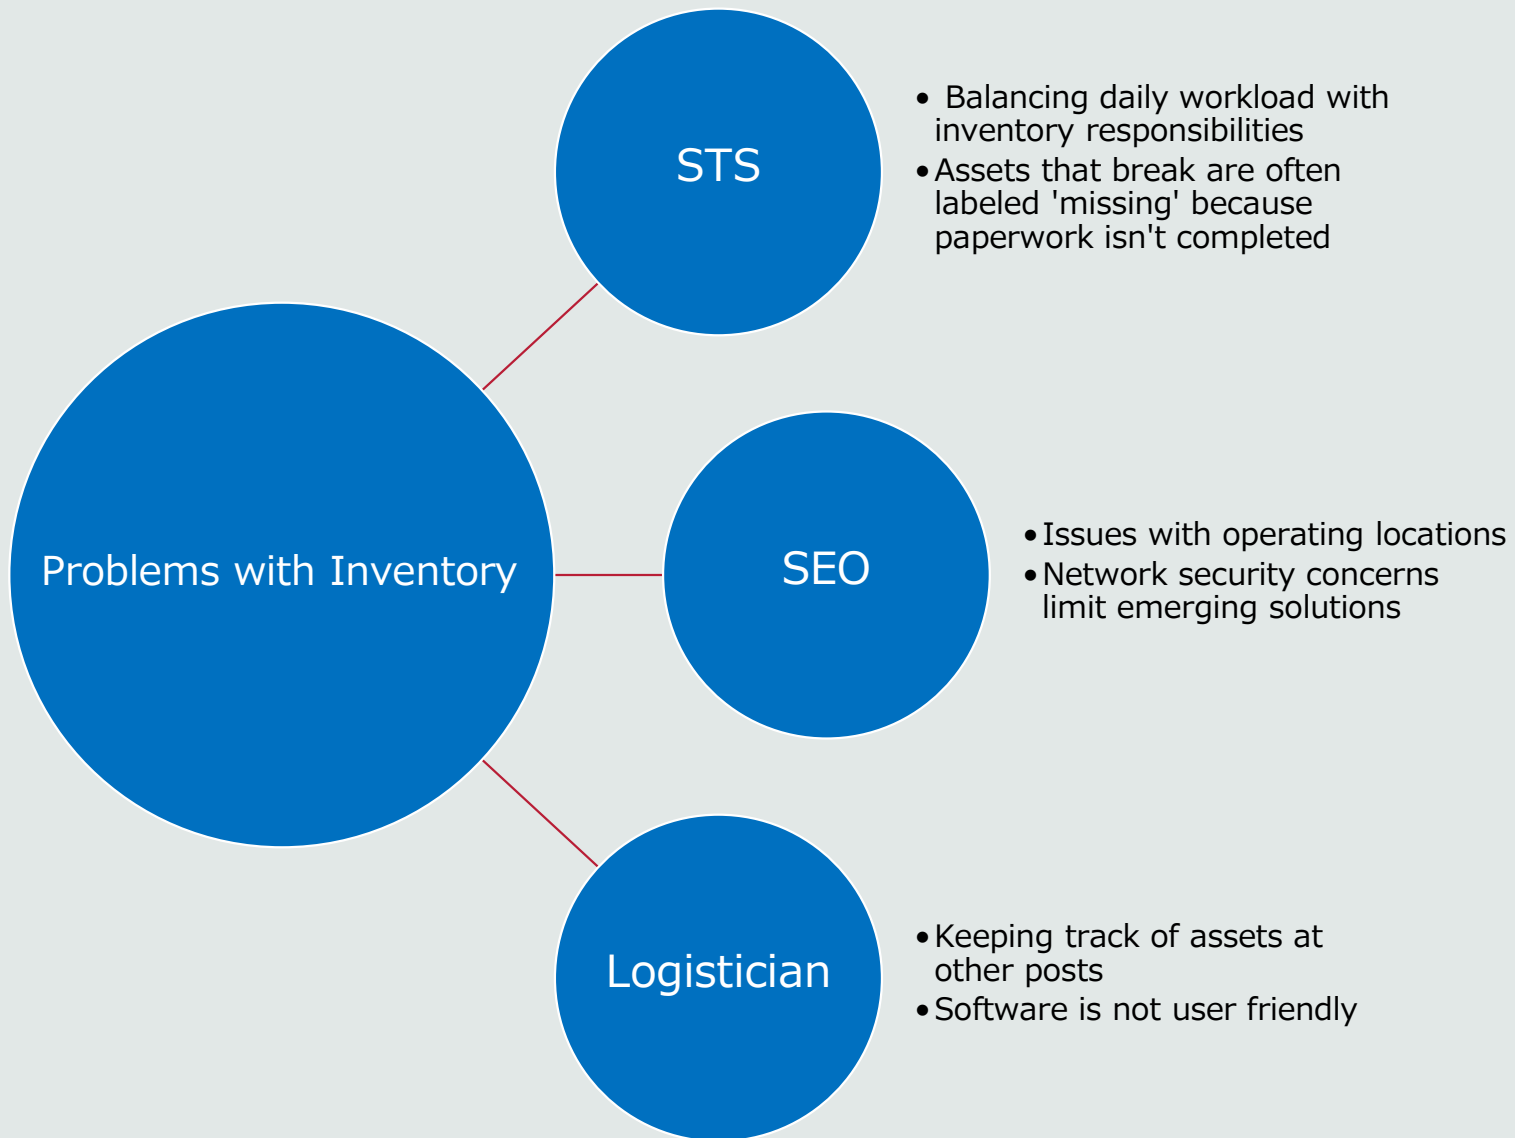 STS
• Balancing daily workload with
inventory responsibilities
• Assets that break are often
labeled 'missing' because
paperwork isn't completed
Problems with Inventory
SEO
• Issues with operating locations
• Network security concerns
limit emerging solutions
Logistician
• Keeping track of assets at
other posts
• Software is not user friendly